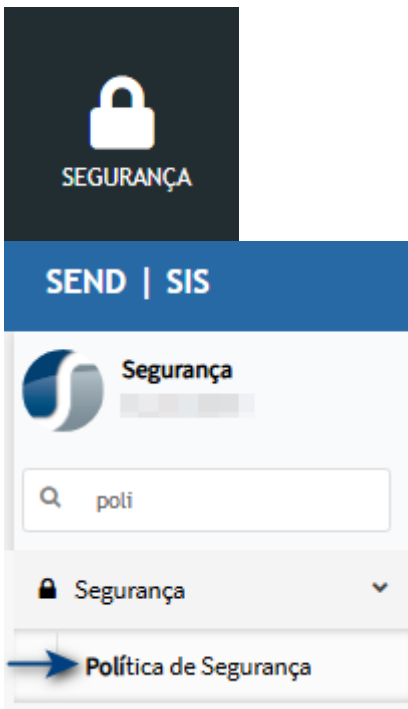 SEGURANÇA
SEND | SIS
Segurança
poli
Segurança
Política de Segurança